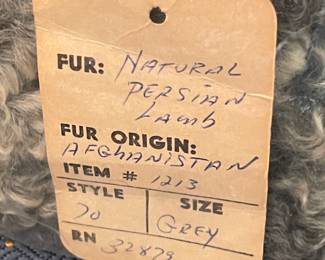 FUR: NATURAL
PERSIAN
Lamb
FUR ORIGIN:
AFGHANISTAN
ITEM # 1213
STYLE SIZE
70 GREY
RN 32879